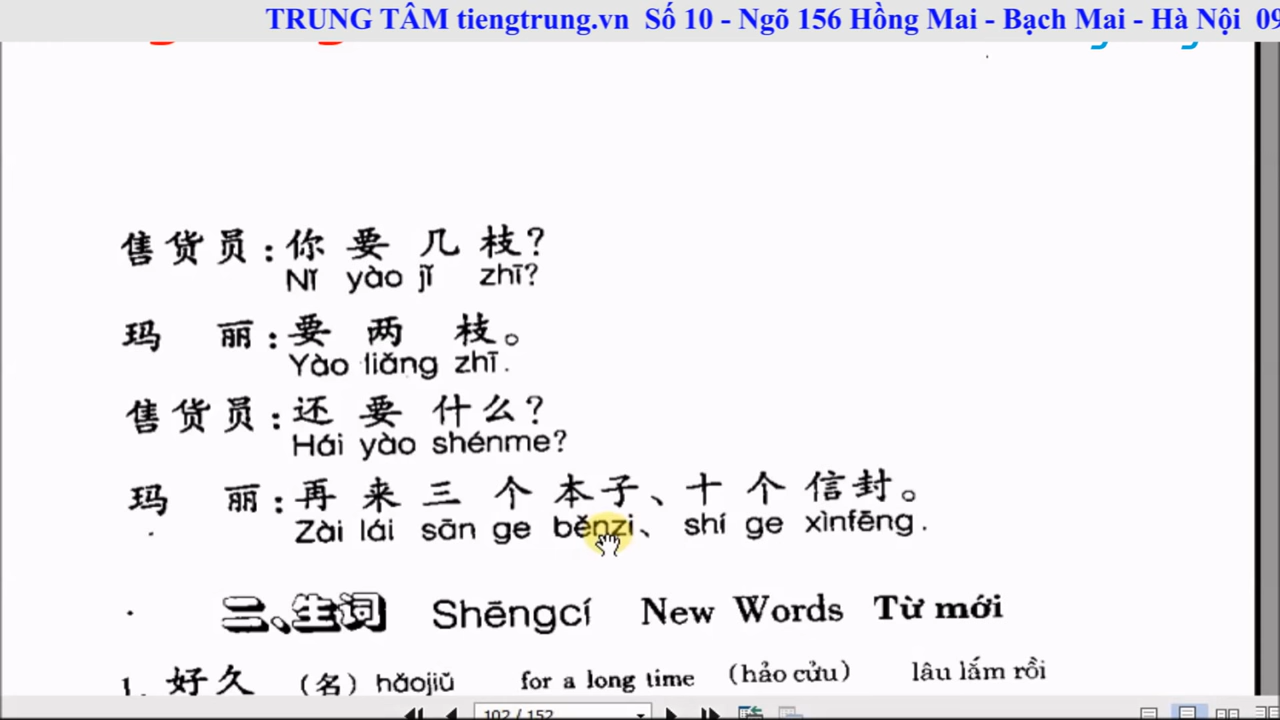 TRUNG TÂM tiengtrung.vn Số 10 - Ngõ 156 Hồng Mai - Bạch Mai - Hà Nội 09
售货员:你要几枝?
Nǐ yào jǐ zhī?
玛 丽:要两枝。
Yào liǎng zhī.
售货员:还要什么?
Hái yào shénme?
玛 丽:再来三个本子、十个信封。
Zài lái sān ge běnzi、 shí ge xìnfēng.
二、生词 Shēngcí New Words Từ mới
1. 好久 (名) hǎojiǔ for a long time (hảo cửu) lâu lắm rồi
102 / 152